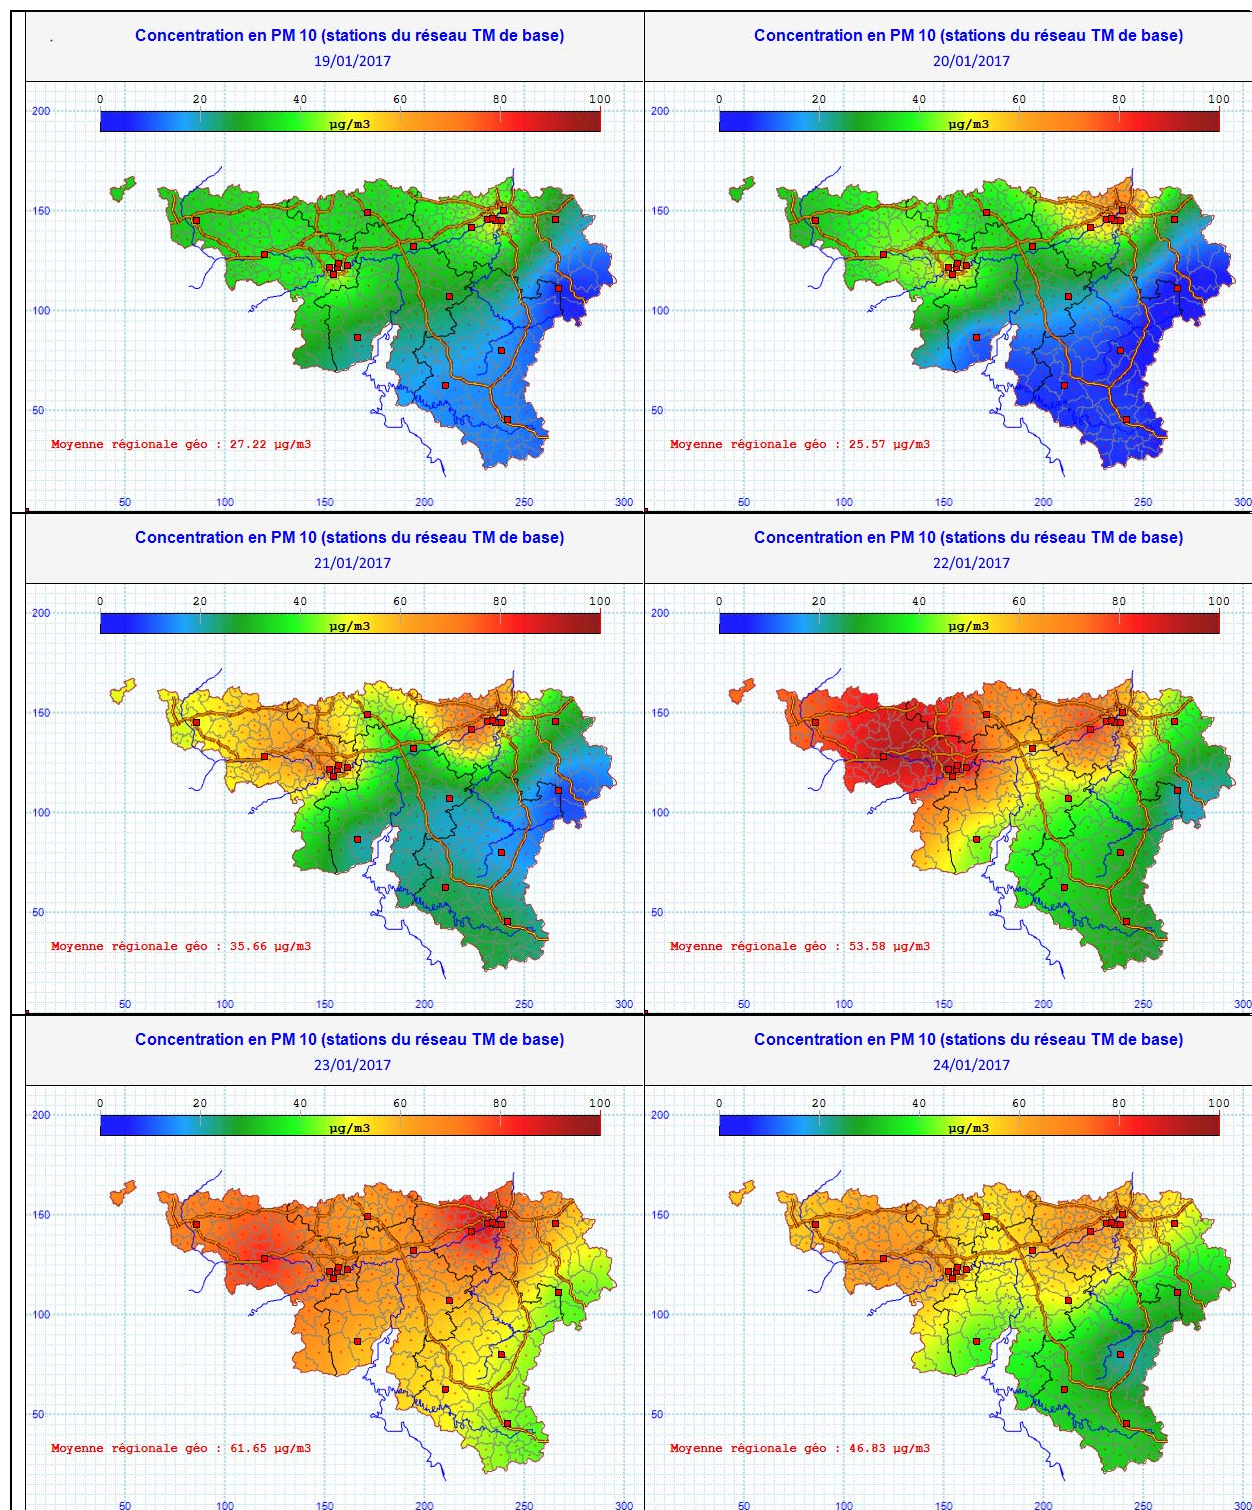 Concentration en PM 10 (stations du réseau TM de base)
19/01/2017
0 20 40 60 80 100
µg/m3
200
150
100
50
Moyenne régionale géo : 27.22 µg/m3
50 100 150 200 250 300
Concentration en PM 10 (stations du réseau TM de base)
20/01/2017
0 20 40 60 80 100
µg/m3
200
150
100
50
Moyenne régionale géo : 25.57 µg/m3
50 100 150 200 250 300
Concentration en PM 10 (stations du réseau TM de base)
21/01/2017
0 20 40 60 80 100
µg/m3
200
150
100
50
Moyenne régionale géo : 35.66 µg/m3
50 100 150 200 250 300
Concentration en PM 10 (stations du réseau TM de base)
22/01/2017
0 20 40 60 80 100
µg/m3
200
150
100
50
Moyenne régionale géo : 53.58 µg/m3
50 100 150 200 250 300
Concentration en PM 10 (stations du réseau TM de base)
23/01/2017
0 20 40 60 80 100
µg/m3
200
150
100
50
Moyenne régionale géo : 61.65 µg/m3
50 100 150 200 250 300
Concentration en PM 10 (stations du réseau TM de base)
24/01/2017
0 20 40 60 80 100
µg/m3
200
150
100
50
Moyenne régionale géo : 46.83 µg/m3
50 100 150 200 250 300